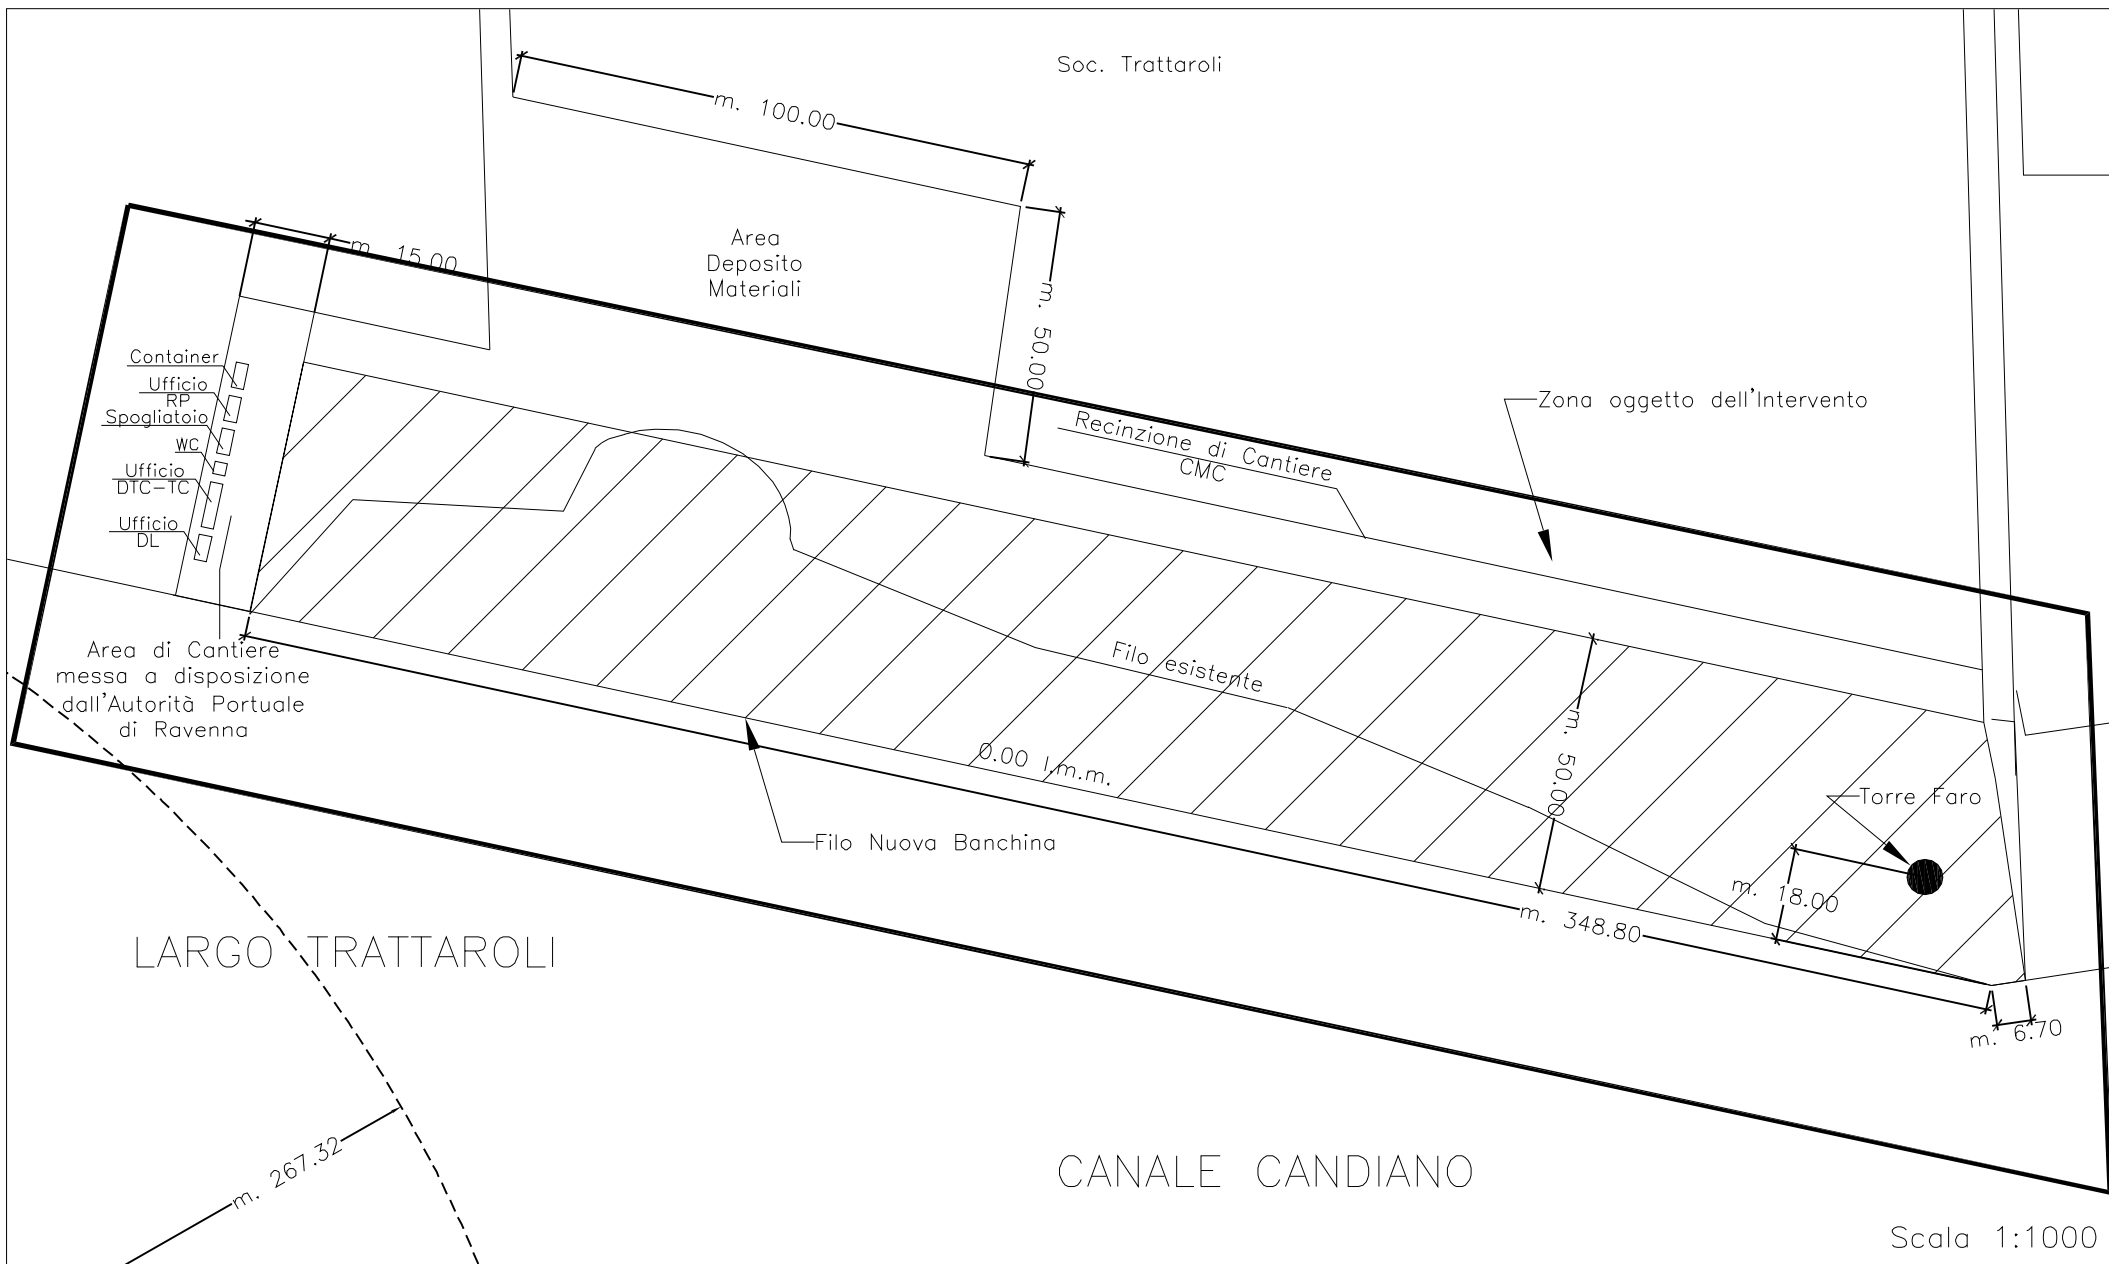 Soc. Trattaroli
m. 100.00
m. 15.00
Area
Deposito
Materiali
m. 50.00
Container
Ufficio
RP
Spogliatoio
WC
Ufficio
DTC-TC
Ufficio
DL
Recinzione di Cantiere
CMC
Zona oggetto dell'Intervento
Area di Cantiere
messa a disposizione
dall'Autorità Portuale
di Ravenna
Filo esistente
m. 50.00
0.00 l.m.m.
Torre Faro
Filo Nuova Banchina
m. 18.00
m. 348.80
LARGO TRATTAROLI
m. 6.70
m. 267.32
CANALE CANDIANO
Scala 1:1000